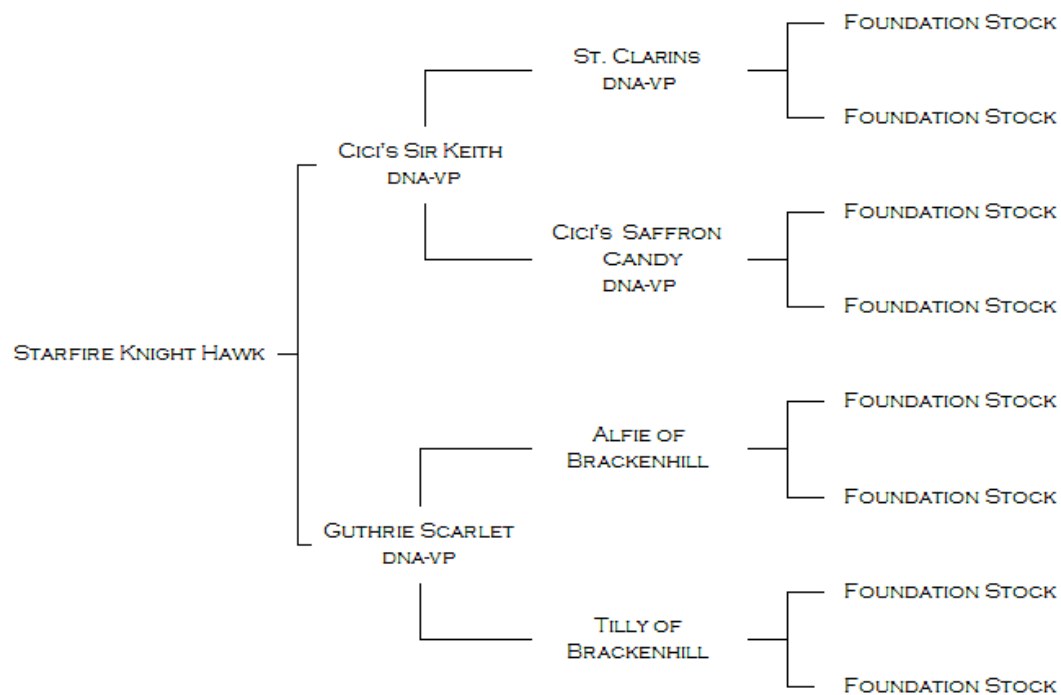 Foundation Stock
St. Clarins
DNA-VP
Foundation Stock
Cici's Sir Keith
DNA-VP
Foundation Stock
Cici's Saffron
Candy
DNA-VP
Foundation Stock
Starfire Knight Hawk
Foundation Stock
Alfie of
Brackenhill
Foundation Stock
Guthrie Scarlet
DNA-VP
Foundation Stock
Tilly of
Brackenhill
Foundation Stock